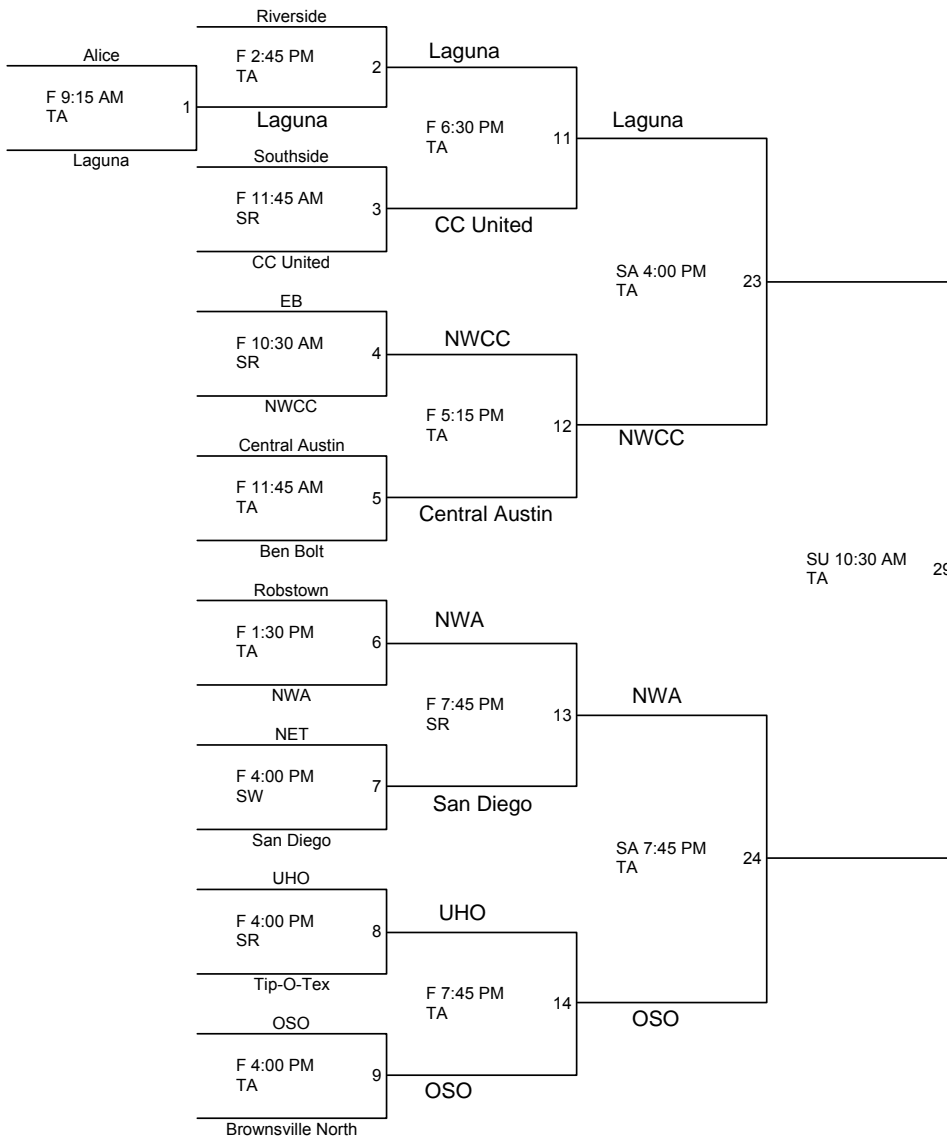 Riverside
Alice
F 2:45 PM
TA
2
Laguna
F 9:15 AM
TA
1
Laguna
Laguna
F 6:30 PM
TA
11
Laguna
Southside
F 11:45 AM
SR
3
CC United
CC United
SA 4:00 PM
TA
23
EB
F 10:30 AM
SR
4
NWCC
NWCC
F 5:15 PM
TA
12
NWCC
Central Austin
F 11:45 AM
TA
5
Central Austin
Ben Bolt
SU 10:30 AM
TA
29
Robstown
F 1:30 PM
TA
6
NWA
NWA
F 7:45 PM
SR
13
NWA
NET
F 4:00 PM
SW
7
San Diego
San Diego
SA 7:45 PM
TA
24
UHO
F 4:00 PM
SR
8
UHO
Tip-O-Tex
F 7:45 PM
TA
14
OSO
OSO
F 4:00 PM
TA
9
OSO
Brownsville North